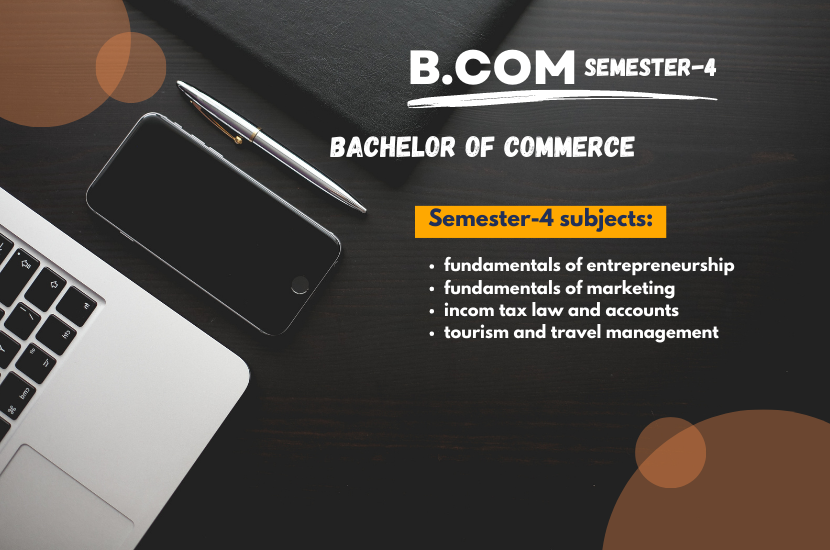 B.COM SEMESTER-4
BACHELOR OF COMMERCE
Semester-4 subjects:
• fundamentals of entrepreneurship
• fundamentals of marketing
• incom tax law and accounts
• tourism and travel management